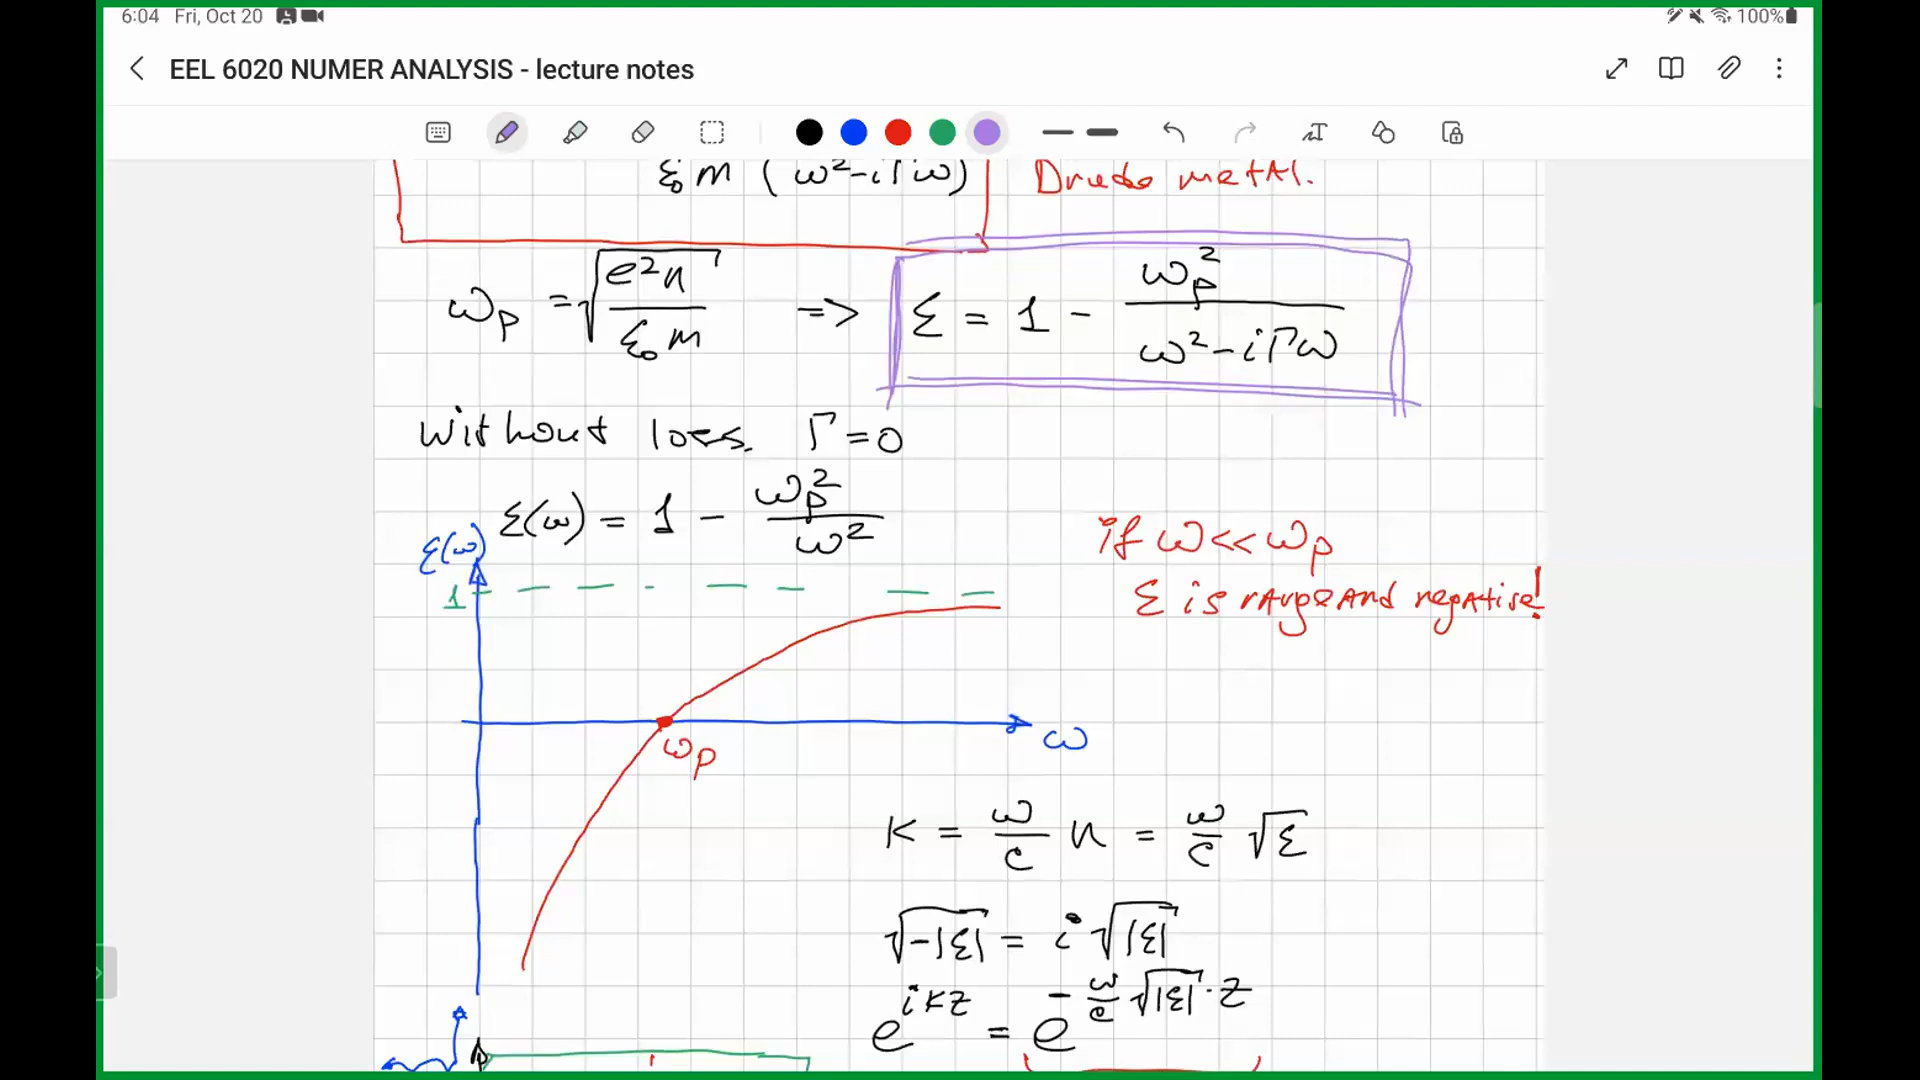 6:04 Fri, Oct 20 100%
EEL 6020 NUMER ANALYSIS - lecture notes
ε₀m (ω²-iΓω) Drude metal.
ωp = √(e²n / ε₀m) => ε = 1 - ωp² / (ω²-iΓω)
Without loss. Γ=0
ε(ω) = 1 - ωp² / ω²
ε(ω)
1
if ω<<ωp
ε is large and negative!
ωp
ω
K = ω/c n = ω/c √ε
√-|ε| = i √|ε|
e^{ikz} = e^{-ω/c √|ε|·z}